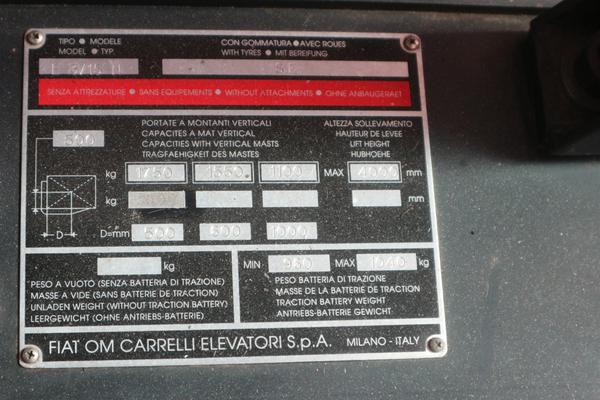 TIPO ● MODELE
MODEL ● TYP.
CON GOMMATURA ● AVEC ROUES
WITH TYRES ● MIT BEREIFUNG
SE
SENZA ATTREZZATURE ● SANS EQUIPEMENTS ● WITHOUT ATTACHMENTS ● OHNE ANBAUGERAET
500
PORTATE A MONTANTI VERTICALI
CAPACITES A MAT VERTICAL
CAPACITIES WITH VERTICAL MASTS
TRAGFAEHIGKEIT DES MASTES
ALTEZZA SOLLEVAMENTO
HAUTEUR DE LEVEE
LIFT HEIGHT
HUBHOEHE
kg 1750 1550 1100 MAX 4000 mm
kg mm
D D=mm 500 600 1000
kg
PESO A VUOTO (SENZA BATTERIA DI TRAZIONE)
MASSE A VIDE (SANS BATTERIE DE TRACTION)
UNLADEN WEIGHT (WITHOUT TRACTION BATTERY)
LEERGEWICHT (OHNE ANTRIEBS-BATTERIE)
MIN 960 MAX 1040 kg
PESO BATTERIA DI TRAZIONE
MASSE DE LA BATTERIE DE TRACTION
TRACTION BATTERY WEIGHT
ANTRIEBS-BATTERIE GEWICHT
FIAT OM CARRELLI ELEVATORI S.p.A. MILANO - ITALY